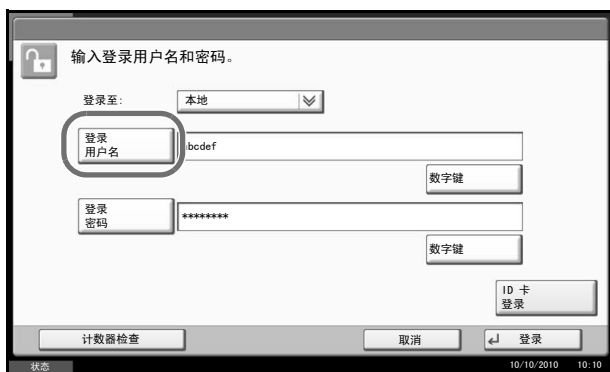 输入登录用户名和密码。
登录至:
本地
登录
用户名
bcdef
数字键
登录
密码
********
数字键
ID 卡
登录
计数器检查
取消
登录
状态
10/10/2010 10:10